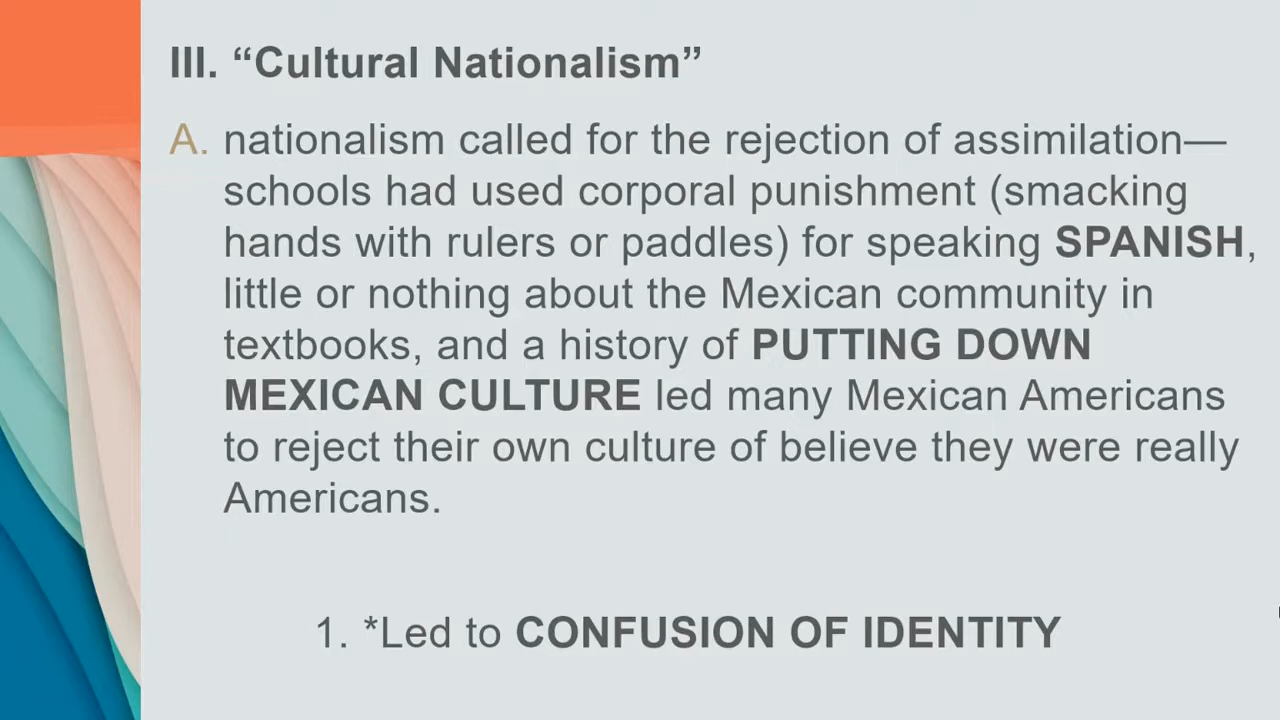 III. “Cultural Nationalism”
A. nationalism called for the rejection of assimilation—
schools had used corporal punishment (smacking
hands with rulers or paddles) for speaking SPANISH,
little or nothing about the Mexican community in
textbooks, and a history of PUTTING DOWN
MEXICAN CULTURE led many Mexican Americans
to reject their own culture of believe they were really
Americans.
1. *Led to CONFUSION OF IDENTITY